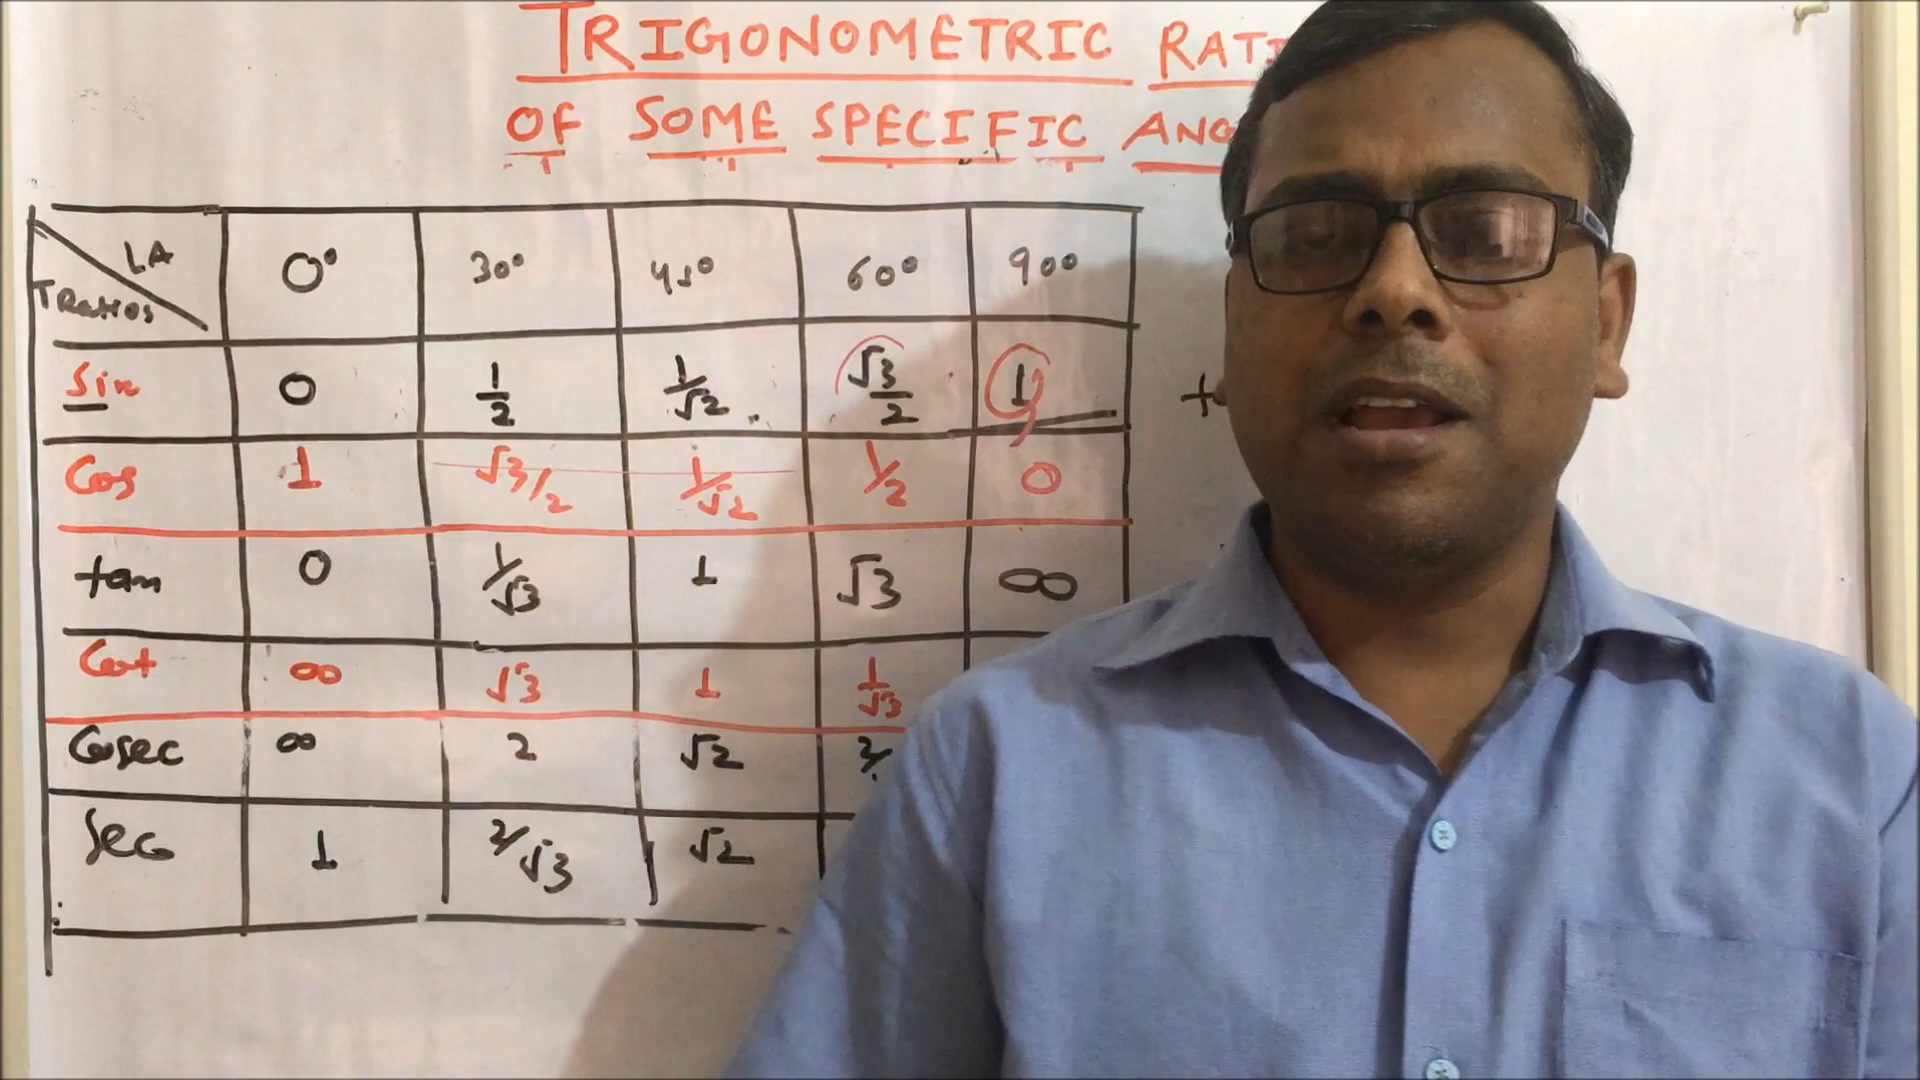 TRIGONOMETRIC RATI
OF SOME SPECIFIC ANG
∠A
T Ratios
0° 30° 45° 60° 90°
Sin 0 1/2 1/√2 √3/2 1
Cos 1 √3/2 1/√2 1/2 0
tan 0 1/√3 1 √3 ∞
Cot ∞ √3 1 1/√3
Cosec ∞ 2 √2 2/
Sec 1 2/√3 √2
+